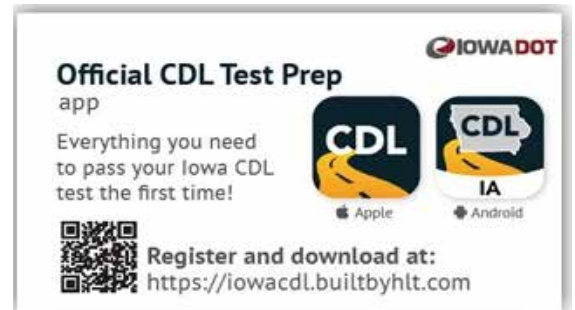 IOWADOT
Official CDL Test Prep
app
Everything you need
to pass your Iowa CDL
test the first time!
CDL
CDL
IA
Apple
Android
Register and download at:
https://iowacdl.builtbyhlt.com